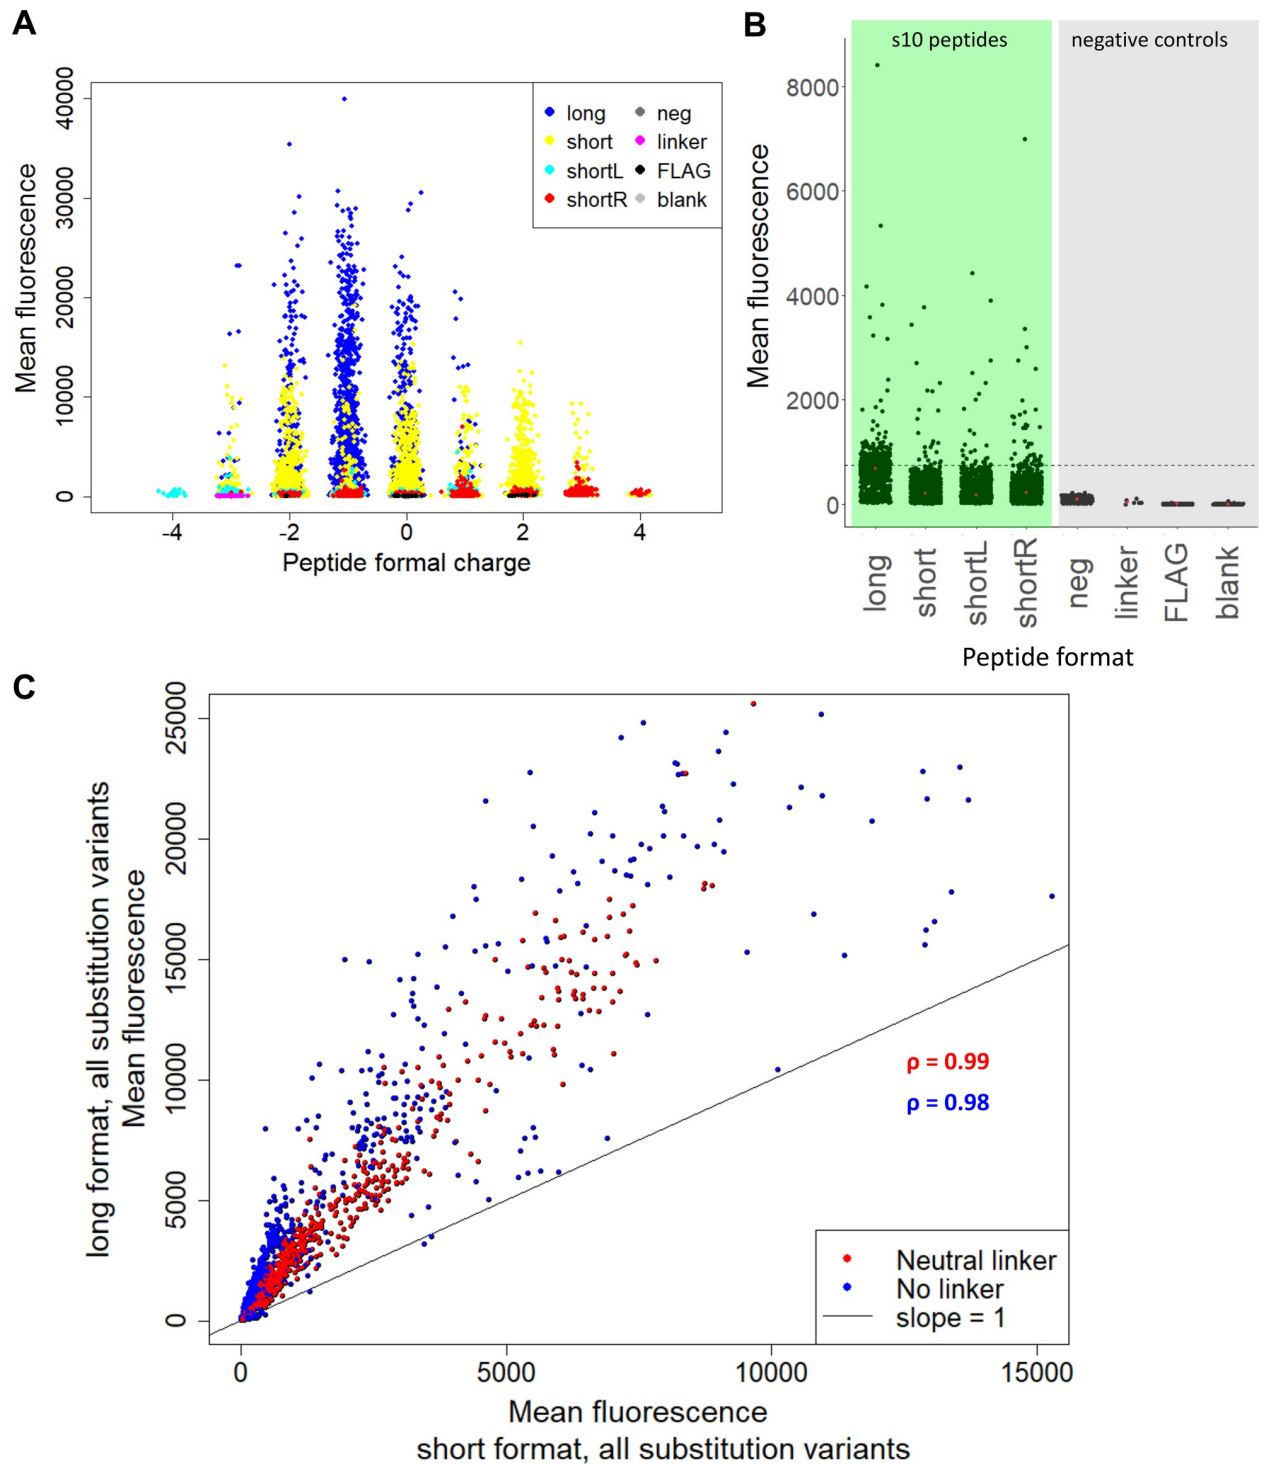 A
Mean fluorescence
40000
30000
20000
10000
0
long
short
shortL
shortR
neg
linker
FLAG
blank
-4
-2
0
2
4
Peptide formal charge
B
s10 peptides
negative controls
Mean fluorescence
8000
6000
4000
2000
0
long
short
shortL
shortR
neg
linker
FLAG
blank
Peptide format
C
long format, all substitution variants
Mean fluorescence
25000
20000
15000
10000
5000
0
ρ = 0.99
ρ = 0.98
Neutral linker
No linker
slope = 1
0
5000
10000
15000
Mean fluorescence
short format, all substitution variants